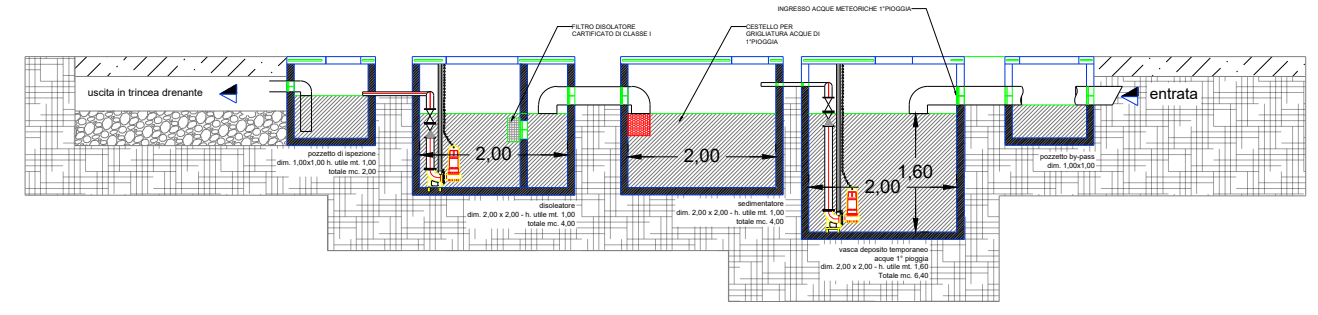 INGRESSO ACQUE METEORICHE 1°PIOGGIA
FILTRO DISOLATORE
CARTIFICATO DI CLASSE I
CESTELLO PER
GRIGLIATURA ACQUE DI
1°PIOGGIA
uscita in trincea drenante
entrata
2,00
2,00
2,00
1,60
pozzetto di ispezione
dim. 1,00x1,00 h. utile mt. 1,00
totale mc. 2,00
pozzetto by-pass
dim. 1,00x1,00
disoleatore
dim. 2,00 x 2,00 - h. utile mt. 1,00
totale mc. 4,00
sedimentatore
dim. 2,00 x 2,00 - h. utile mt. 1,00
totale mc. 4,00
vasca deposito temporaneo
acque 1° pioggia
dim. 2,00 x 2,00 - h. utile mt. 1,60
Totale mc. 6,40